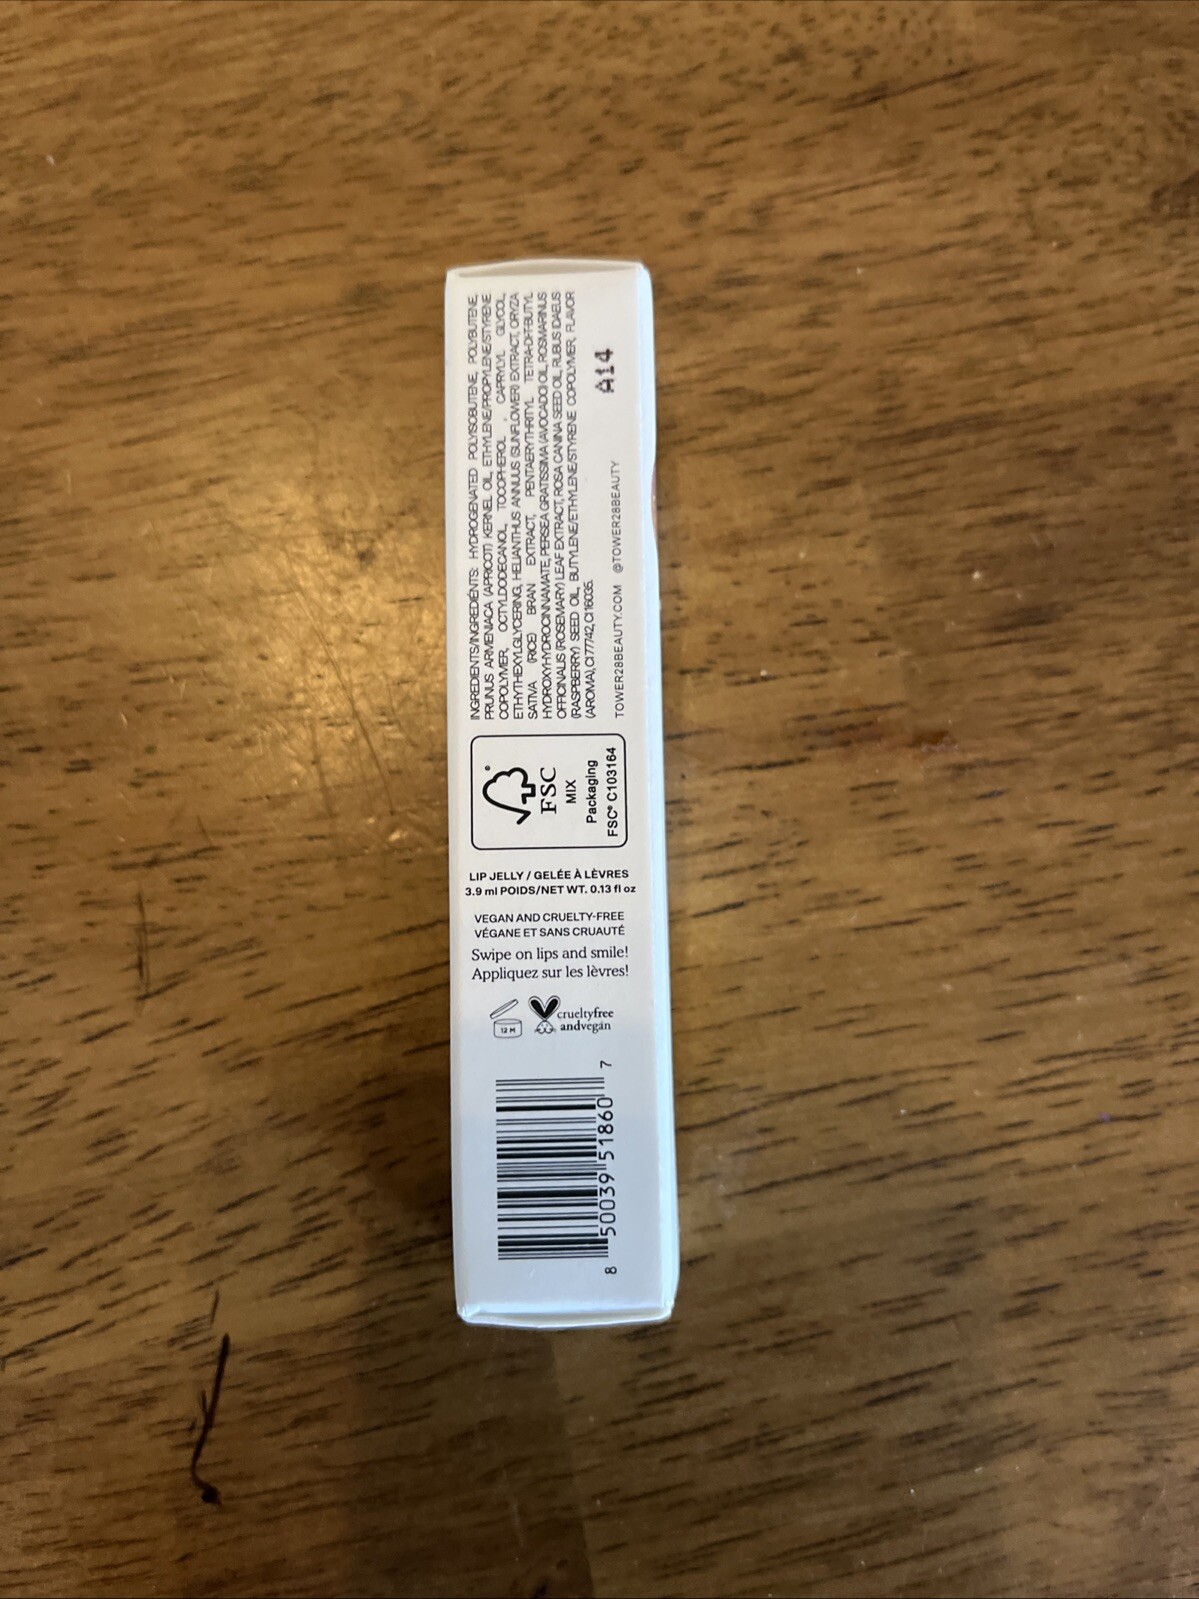 INGREDIENTS/INGRÉDIENTS: HYDROGENATED POLYISOBUTENE, POLYBUTENE,
PRUNUS ARMENIACA (APRICOT) KERNEL OIL, ETHYLENE/PROPYLENE/STYRENE
COPOLYMER, OCTYLDODECANOL, TOCOPHEROL , CAPRYLYL GLYCOL,
ETHYTHEXYLGLYCERING, HELIANTHUS ANNUUS (SUNFLOWER) EXTRACT, ORYZA
SATIVA (RICE) BRAN EXTRACT, PENTAERYTHRITYL TETRA-DI-T-BUTYL
HYDROXYHYDROCINNAMATE, PERSEA GRATISSIMA (AVOCADO) OIL, ROSMARINUS
OFFICINALIS (ROSEMARY) LEAF EXTRACT, ROSA CANINA SEED OIL, RUBUS IDAEUS
(RASPBERRY) SEED OIL, BUTYLENE/ETHYLENE/STYRENE COPOLYMER, FLAVOR
(AROMA), CI 77742, CI 16035.
TOWER28BEAUTY.COM @TOWER28BEAUTY
A14
FSC
MIX
Packaging
FSC® C103164
LIP JELLY / GELÉE À LÈVRES
3.9 ml POIDS/NET WT. 0.13 fl oz
VEGAN AND CRUELTY-FREE
VÉGANE ET SANS CRUAUTÉ
Swipe on lips and smile!
Appliquez sur les lèvres!
12 M
crueltyfree
andvegan
8 50039 51860 7